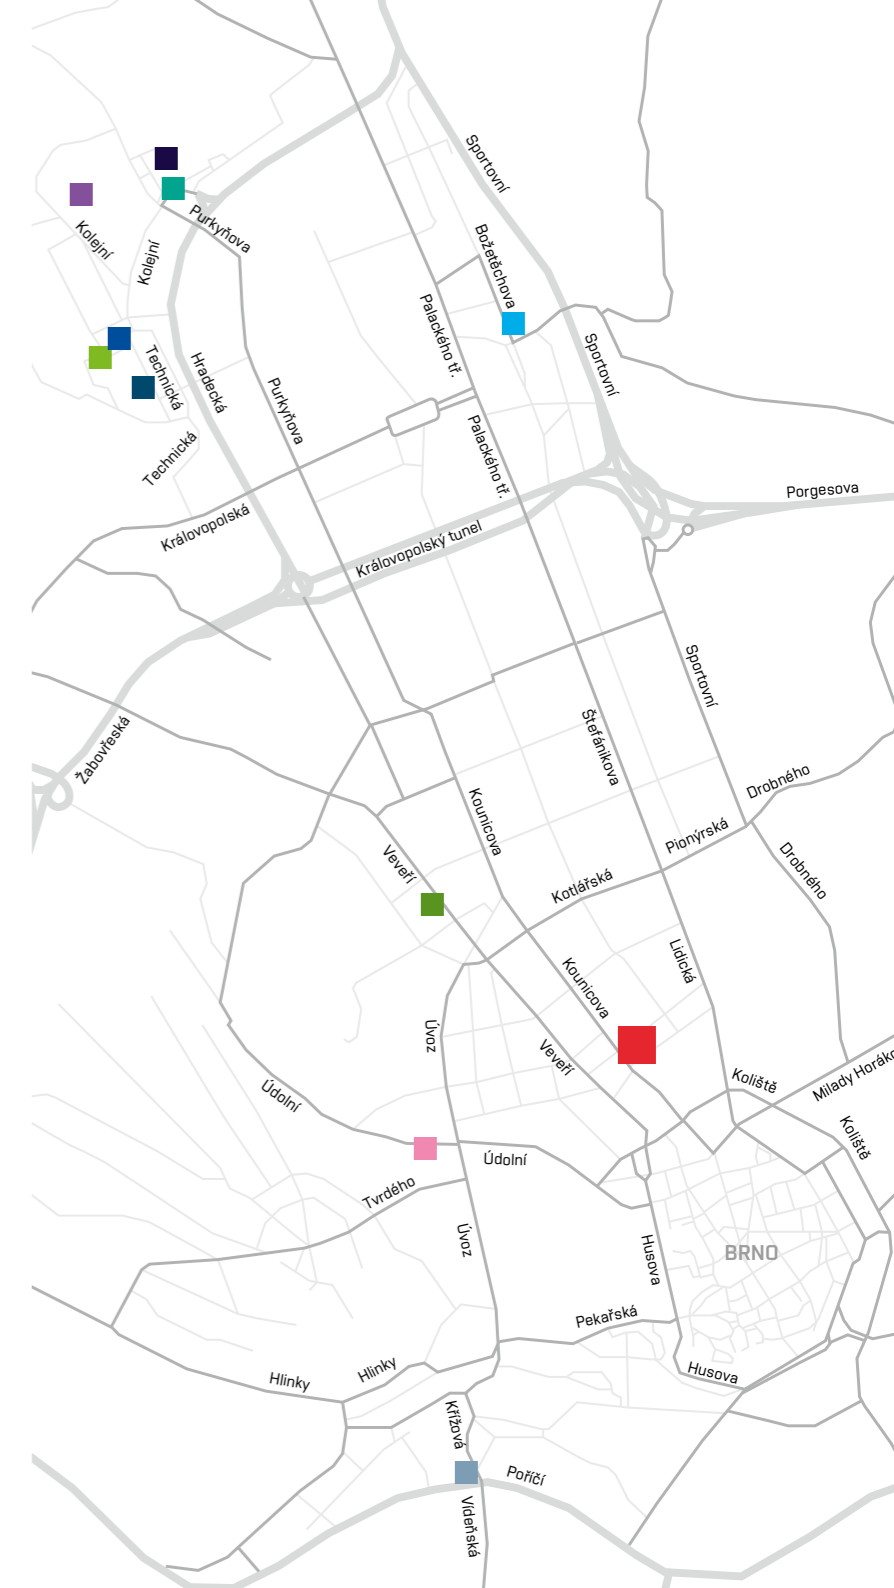 Sportovní
Kolejní
Kolejní
Purkyňova
Božetěchova
Palackého tř.
Sportovní
Technická
Hradecká
Purkyňova
Technická
Palackého tř.
Porgesova
Královopolská
Královopolský tunel
Sportovní
Žabovřeská
Štefánikova
Drobného
Kounicova
Pionýrská
Veveří
Kotlářská
Drobného
Kounicova
Lidická
Úvoz
Veveří
Koliště
Milady Horáko
Údolní
Koliště
Údolní
Tvrdého
Úvoz
Husova
BRNO
Pekařská
Hlinky
Hlinky
Husova
Křížová
Poříčí
Vídeňská